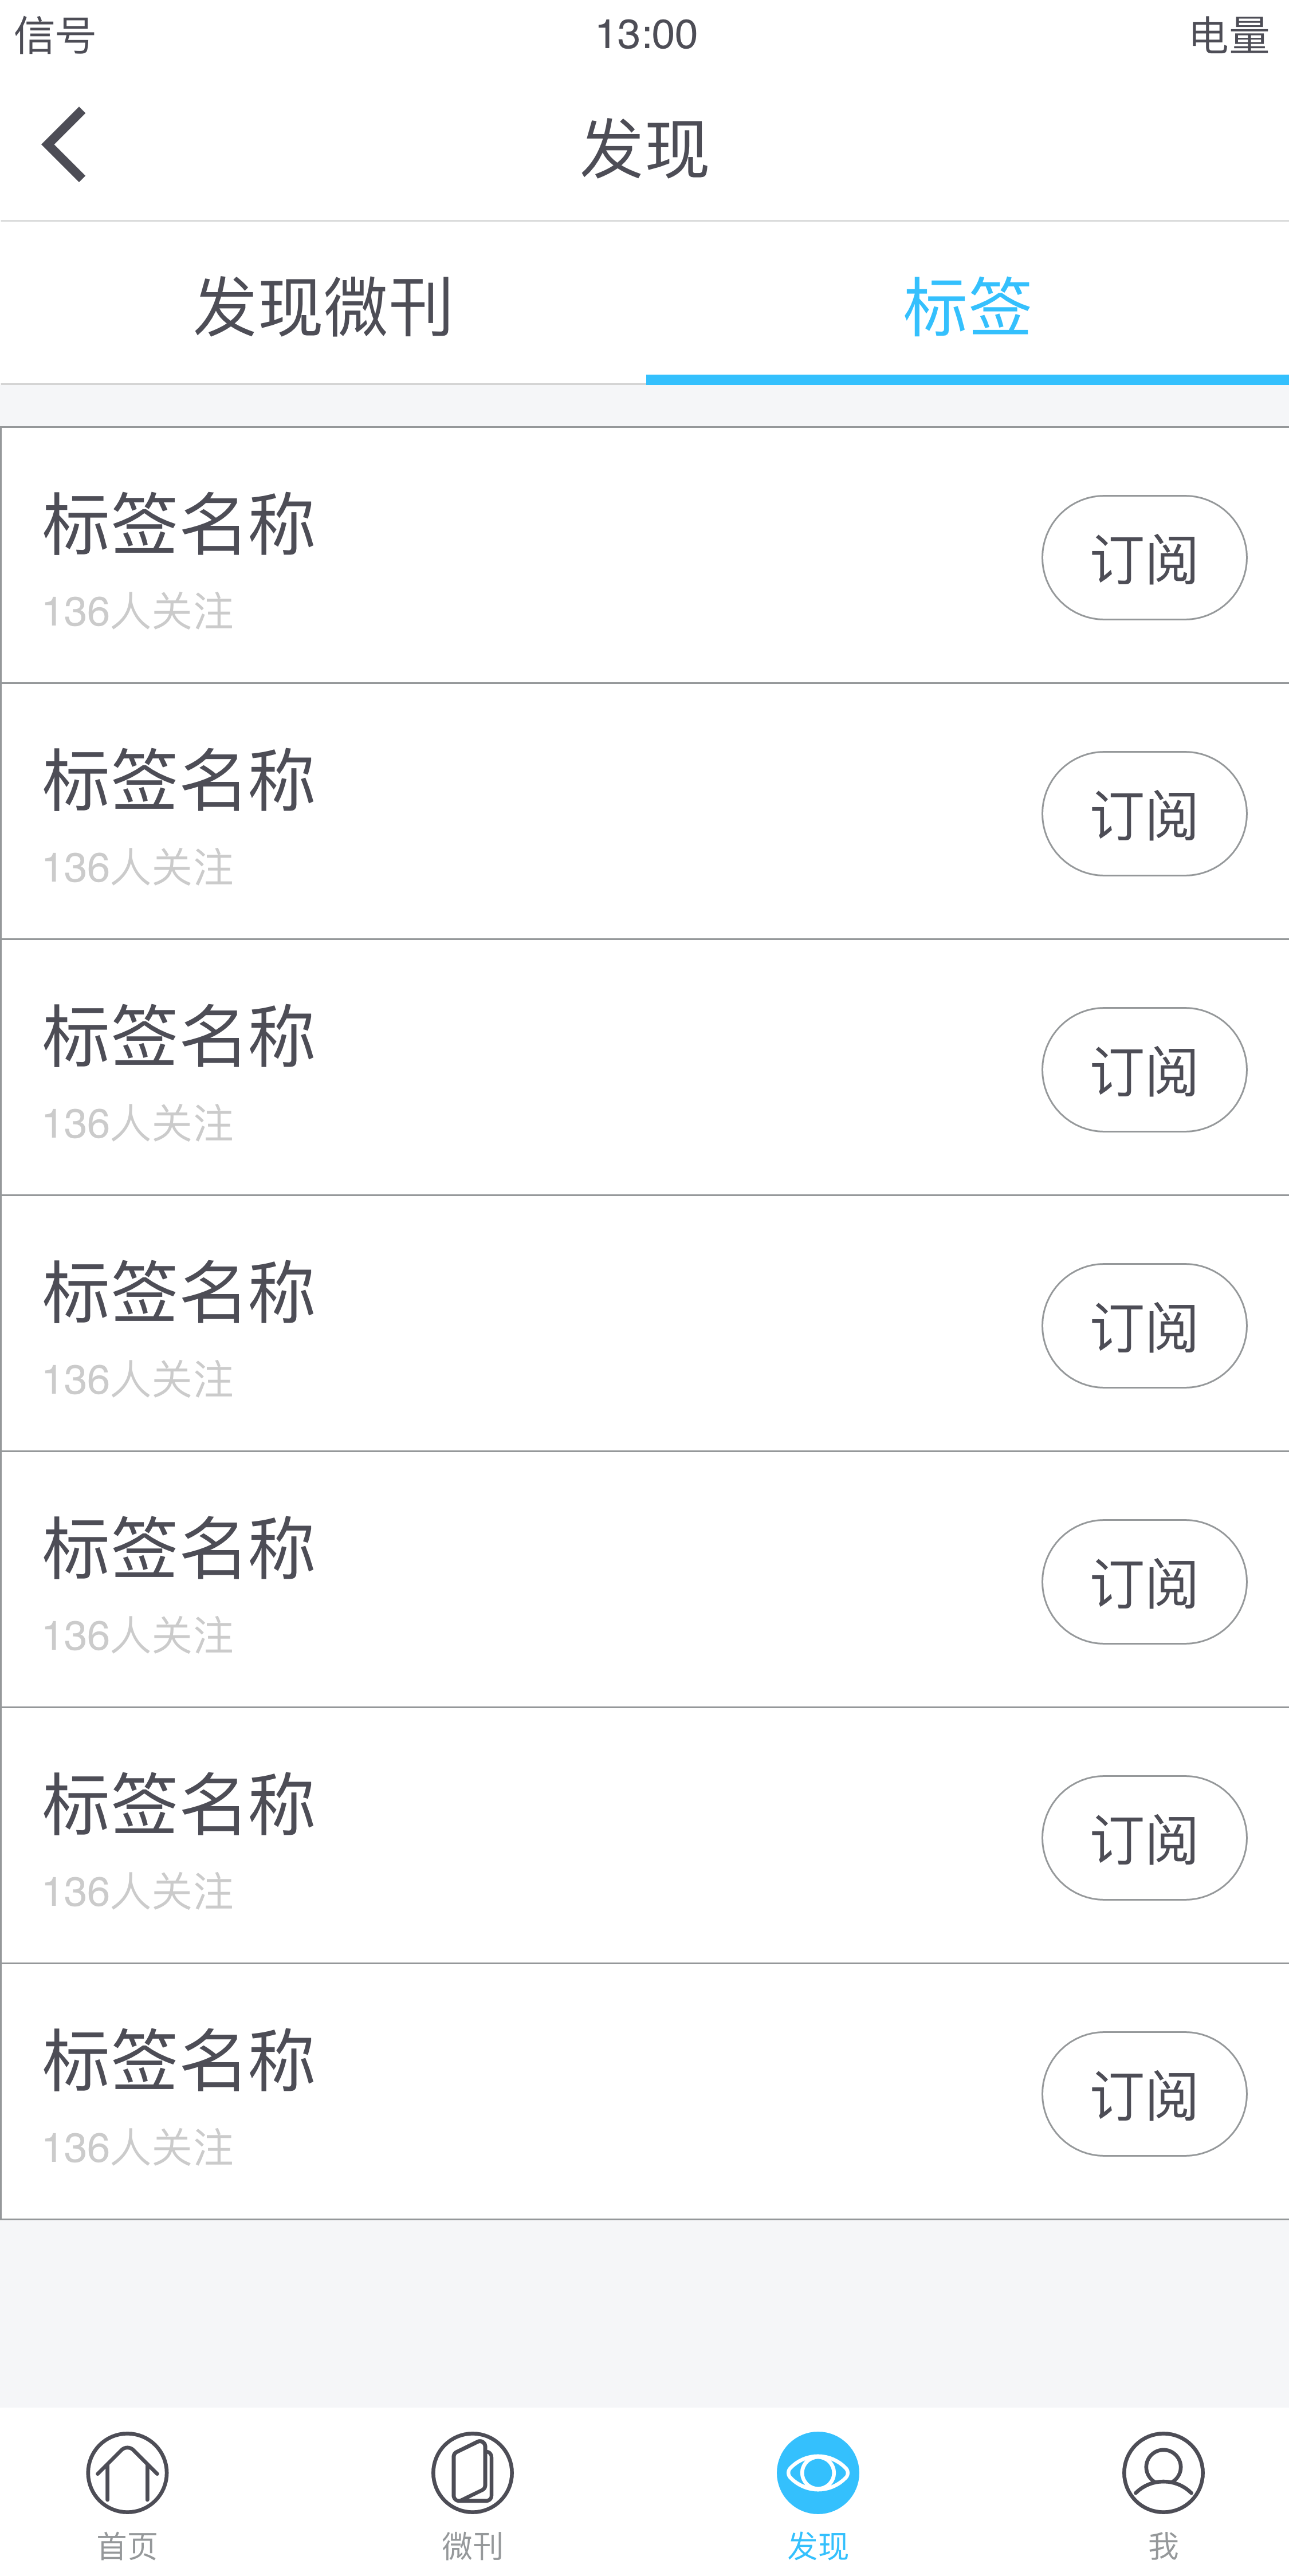 信号 13:00 电量
发现
发现微刊 标签
标签名称
136人关注
订阅
标签名称
136人关注
订阅
标签名称
136人关注
订阅
标签名称
136人关注
订阅
标签名称
136人关注
订阅
标签名称
136人关注
订阅
标签名称
136人关注
订阅
首页 微刊 发现 我